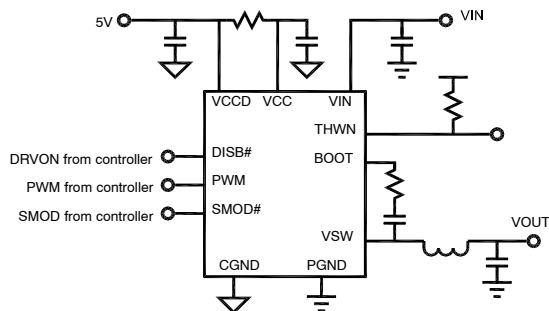 5V
VIN
VCCD VCC VIN
THWN
DISB#
BOOT
DRVON from controller
PWM
PWM from controller
SMOD#
SMOD from controller
VSW
VOUT
CGND PGND